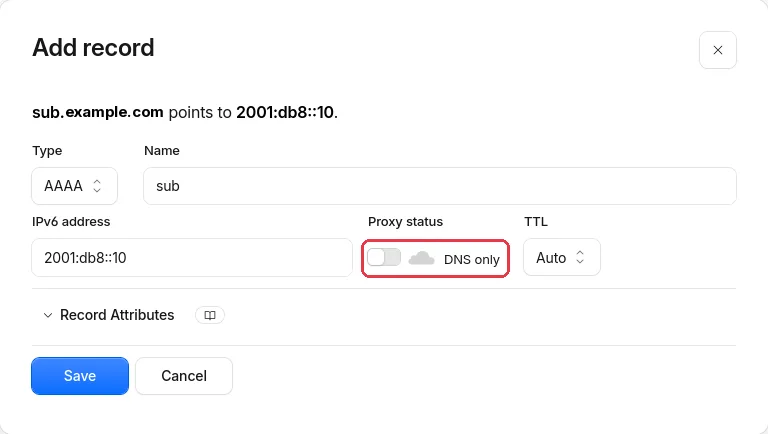 Add record
sub.example.com points to 2001:db8::10.
Type Name
AAAA sub
IPv6 address Proxy status TTL
2001:db8::10 DNS only Auto
Record Attributes
Save Cancel